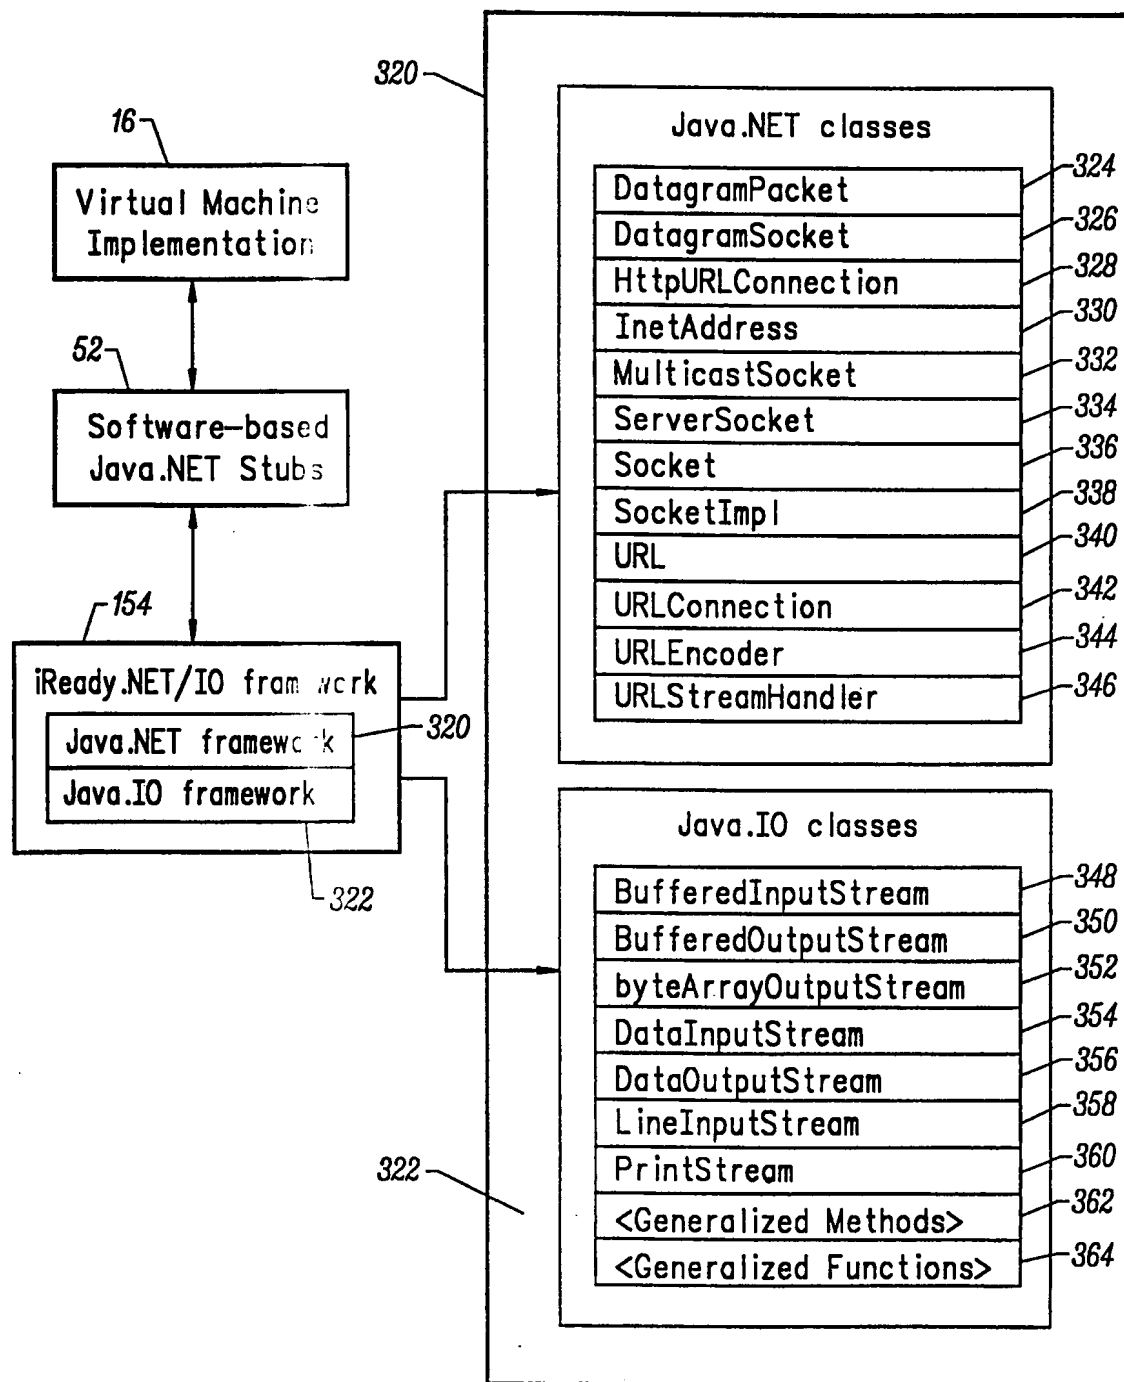 16
Virtual Machine
Implementation
52
Software-based
Java.NET Stubs
154
iReady.NET/IO framework
Java.NET framework
320
Java.IO framework
322
320
Java.NET classes
DatagramPacket
324
DatagramSocket
326
HttpURLConnection
328
InetAddress
330
MulticastSocket
332
ServerSocket
334
Socket
336
SocketImpl
338
URL
340
URLConnection
342
URLEncoder
344
URLStreamHandler
346
Java.IO classes
BufferedInputStream
348
BufferedOutputStream
350
byteArrayOutputStream
352
DataInputStream
354
DataOutputStream
356
LineInputStream
358
PrintStream
360
<Generalized Methods>
362
<Generalized Functions>
364
322